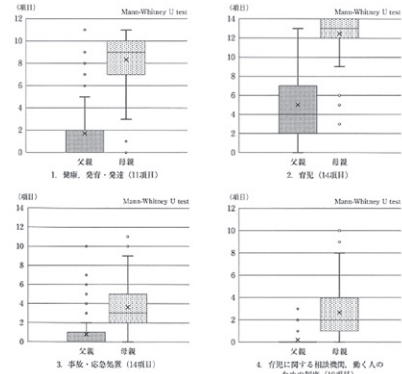 (項目)
Mann-Whitney U test
12
10
8
6
4
2
0
父親
母親
1. 健康，発育・発達（11項目）
(項目)
Mann-Whitney U test
14
12
10
8
6
4
2
0
父親
母親
2. 育児（14項目）
(項目)
Mann-Whitney U test
14
12
10
8
6
4
2
0
父親
母親
3. 事故・応急処置（14項目）
(項目)
Mann-Whitney U test
12
10
8
6
4
2
0
父親
母親
4. 育児に関する相談機関，働く人の